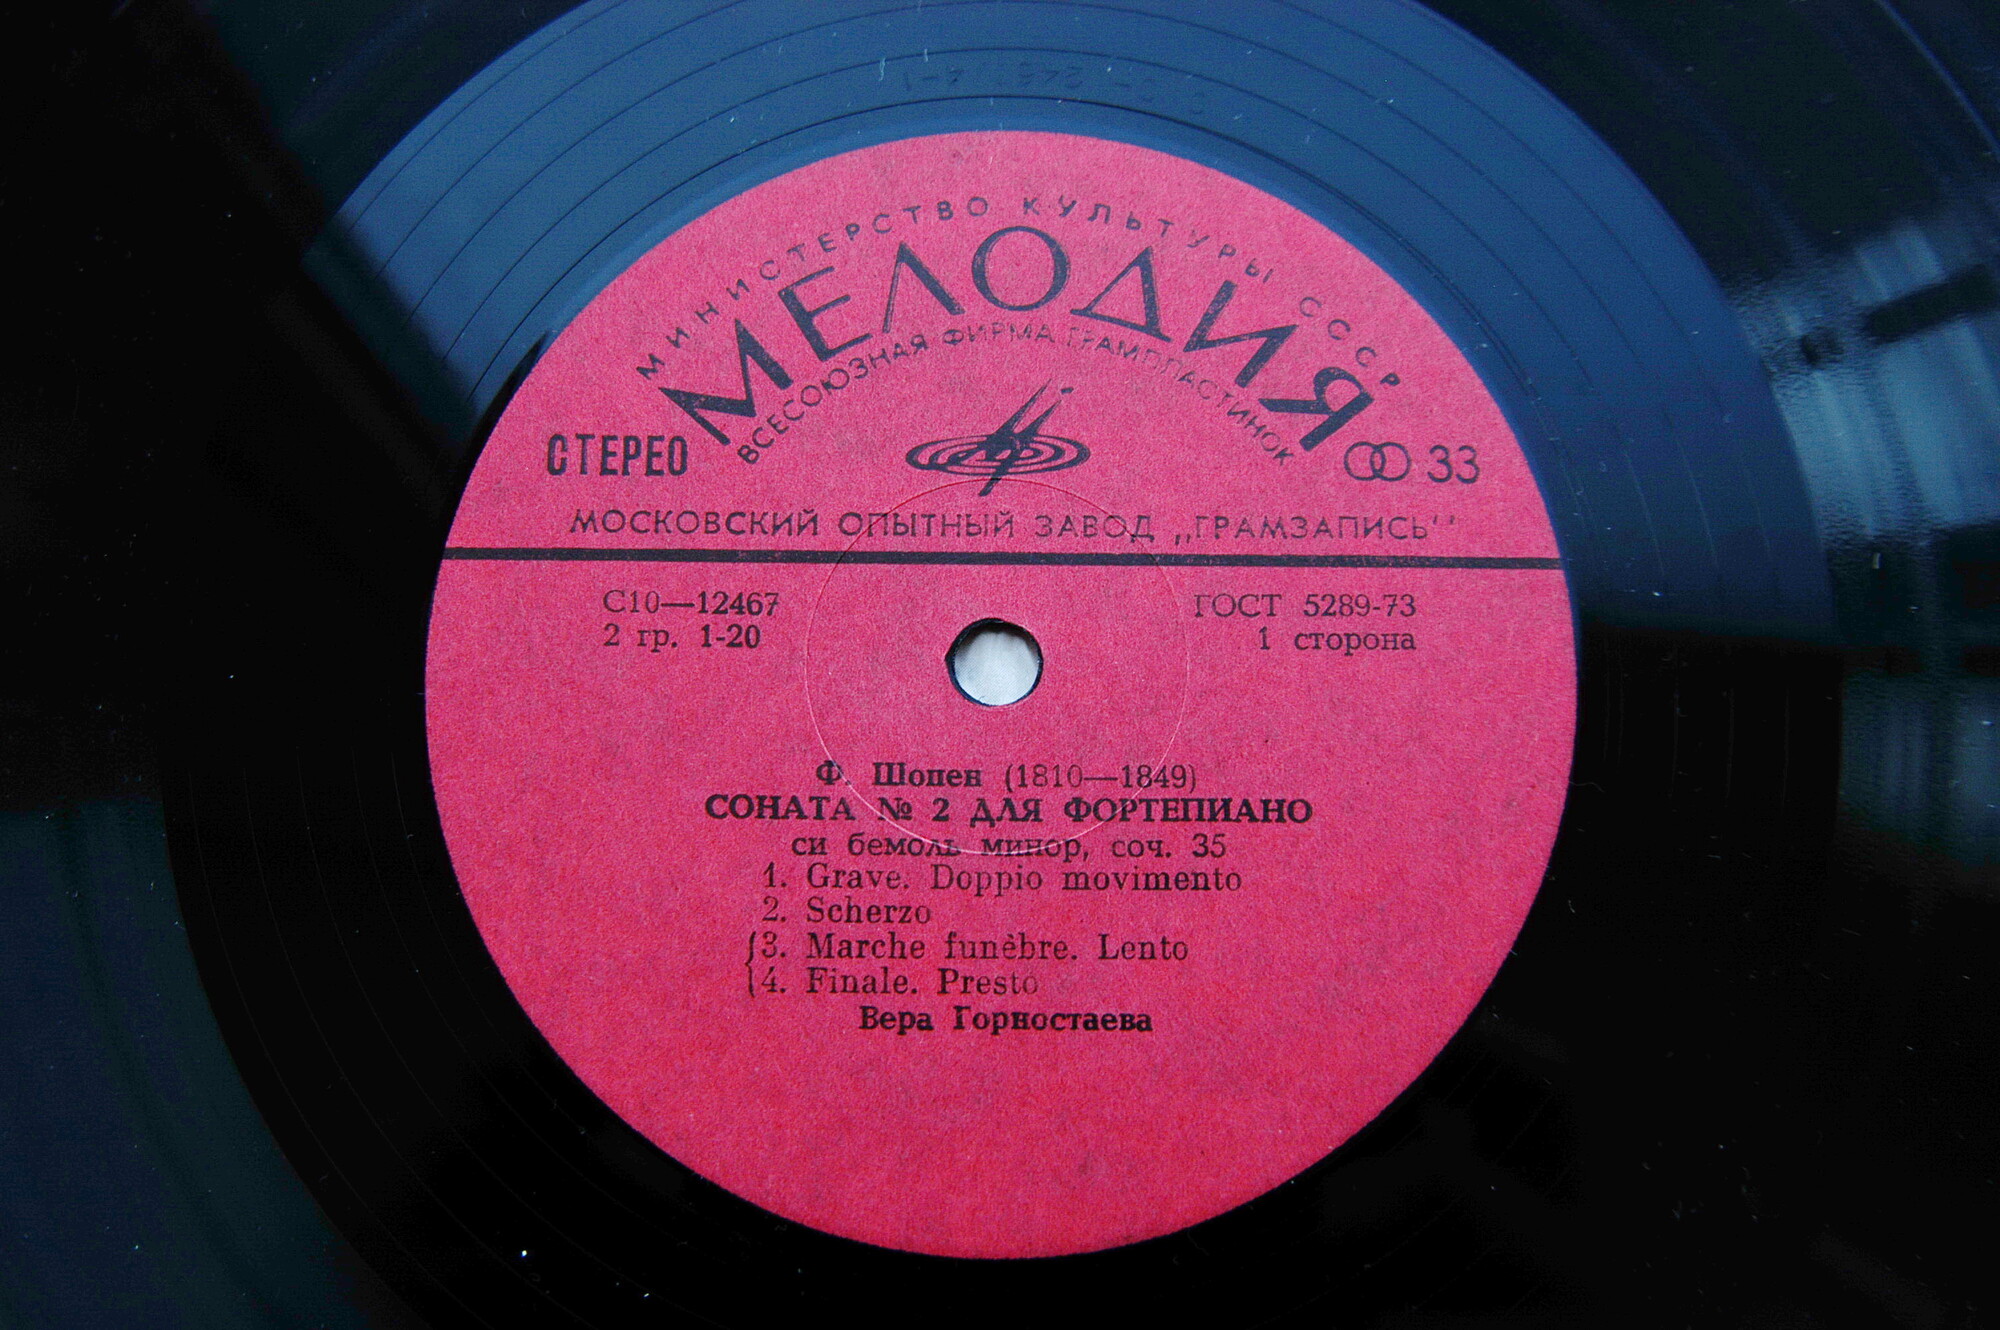 МИНИСТЕРСТВО КУЛЬТУРЫ СССР
МЕЛОДИЯ
ВСЕСОЮЗНАЯ ФИРМА ГРАМПЛАСТИНОК
СТЕРЕО
33
МОСКОВСКИЙ ОПЫТНЫЙ ЗАВОД „ГРАМЗАПИСЬ"
С10—12467
ГОСТ 5289-73
2 гр. 1-20
1 сторона
Ф. Шопен (1810—1849)
СОНАТА № 2 ДЛЯ ФОРТЕПИАНО
си бемоль минор, соч. 35
1. Grave. Doppio movimento
2. Scherzo
3. Marche funèbre. Lento
4. Finale. Presto
Вера Горностаева